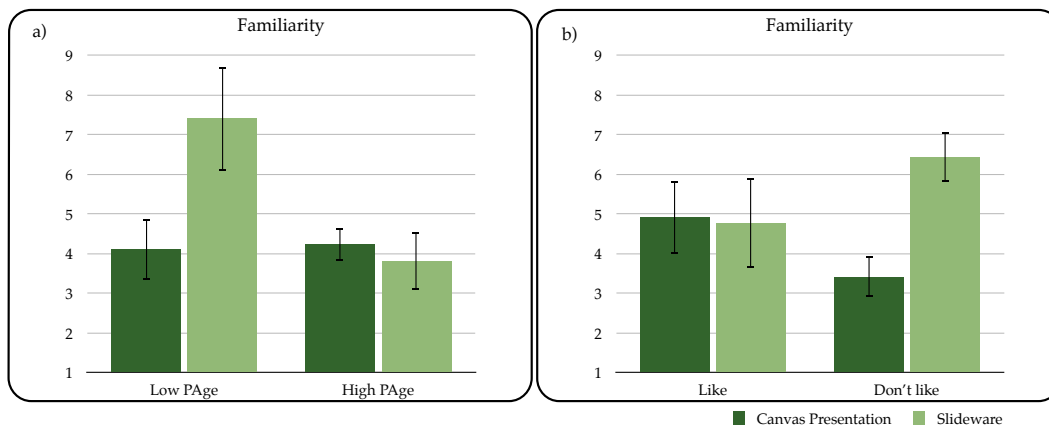 a)
Familiarity
9
8
7
6
5
4
3
2
1
Low PAge High PAge
b)
Familiarity
9
8
7
6
5
4
3
2
1
Like Don't like
Canvas Presentation Slideware